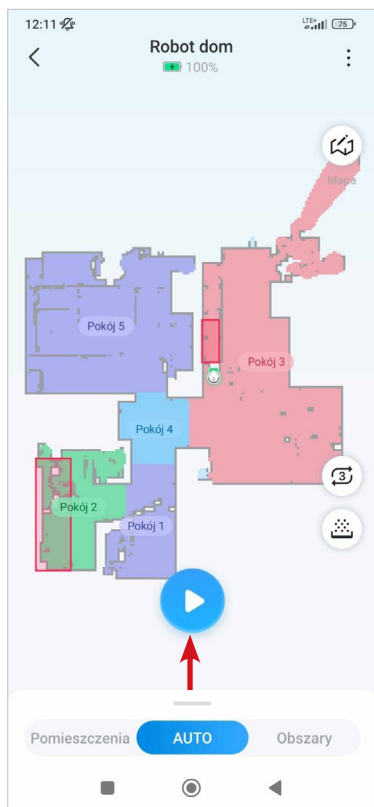 12:11 LTE+ 75
Robot dom
100%
Mapa
Pokój 5
Pokój 3
Pokój 4
3
Pokój 2
Pokój 1
Pomieszczenia AUTO Obszary